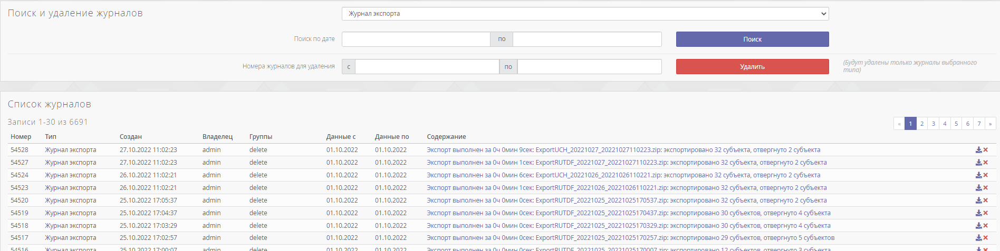 Поиск и удаление журналов
Журнал экспорта
Поиск по дате по Поиск
Номера журналов для удаления с по Удалить (Будут удалены только журналы выбранного типа)
Список журналов
Записи 1-30 из 6691
« 1 2 3 4 5 6 7 »
Номер Тип Создан Владелец Группы Данные с Данные по Содержание
54528 Журнал экспорта 27.10.2022 11:02:23 admin delete 01.10.2022 01.10.2022 Экспорт выполнен за 0ч 0мин 9сек: ExportUCH_20221027_20221027110223.zip: экспортировано 32 субъекта, отвергнуто 2 субъекта
54527 Журнал экспорта 27.10.2022 11:02:23 admin delete 01.10.2022 01.10.2022 Экспорт выполнен за 0ч 0мин 1сек: ExportRUTDF_20221027_20221027110223.zip: экспортировано 32 субъекта, отвергнуто 2 субъекта
54524 Журнал экспорта 26.10.2022 11:02:21 admin delete 01.10.2022 01.10.2022 Экспорт выполнен за 0ч 0мин 6сек: ExportUCH_20221026_20221026110221.zip: экспортировано 32 субъекта, отвергнуто 2 субъекта
54523 Журнал экспорта 26.10.2022 11:02:21 admin delete 01.10.2022 01.10.2022 Экспорт выполнен за 0ч 0мин 1сек: ExportRUTDF_20221026_20221026110221.zip: экспортировано 32 субъекта, отвергнуто 2 субъекта
54520 Журнал экспорта 25.10.2022 17:05:37 admin delete 01.10.2022 01.10.2022 Экспорт выполнен за 0ч 0мин 0сек: ExportRUTDF_20221025_20221025170537.zip: экспортировано 32 субъекта, отвергнуто 2 субъекта
54519 Журнал экспорта 25.10.2022 17:04:37 admin delete 01.10.2022 01.10.2022 Экспорт выполнен за 0ч 0мин 0сек: ExportRUTDF_20221025_20221025170437.zip: экспортировано 30 субъектов, отвергнуто 4 субъекта
54518 Журнал экспорта 25.10.2022 17:03:29 admin delete 01.10.2022 01.10.2022 Экспорт выполнен за 0ч 0мин 0сек: ExportRUTDF_20221025_20221025170329.zip: экспортировано 30 субъектов, отвергнуто 4 субъекта
54517 Журнал экспорта 25.10.2022 17:02:57 admin delete 01.10.2022 01.10.2022 Экспорт выполнен за 0ч 0мин 0сек: ExportRUTDF_20221025_20221025170257.zip: экспортировано 29 субъектов, отвергнуто 5 субъектов
54516 Журнал экспорта 25.10.2022 17:00:07 admin delete 01.10.2022 01.10.2022 Экспорт выполнен за 0ч 0мин 0сек: ExportRUTDF_20221025_20221025170007.zip: экспортировано 12 субъектов, отвергнуто 3 субъекта